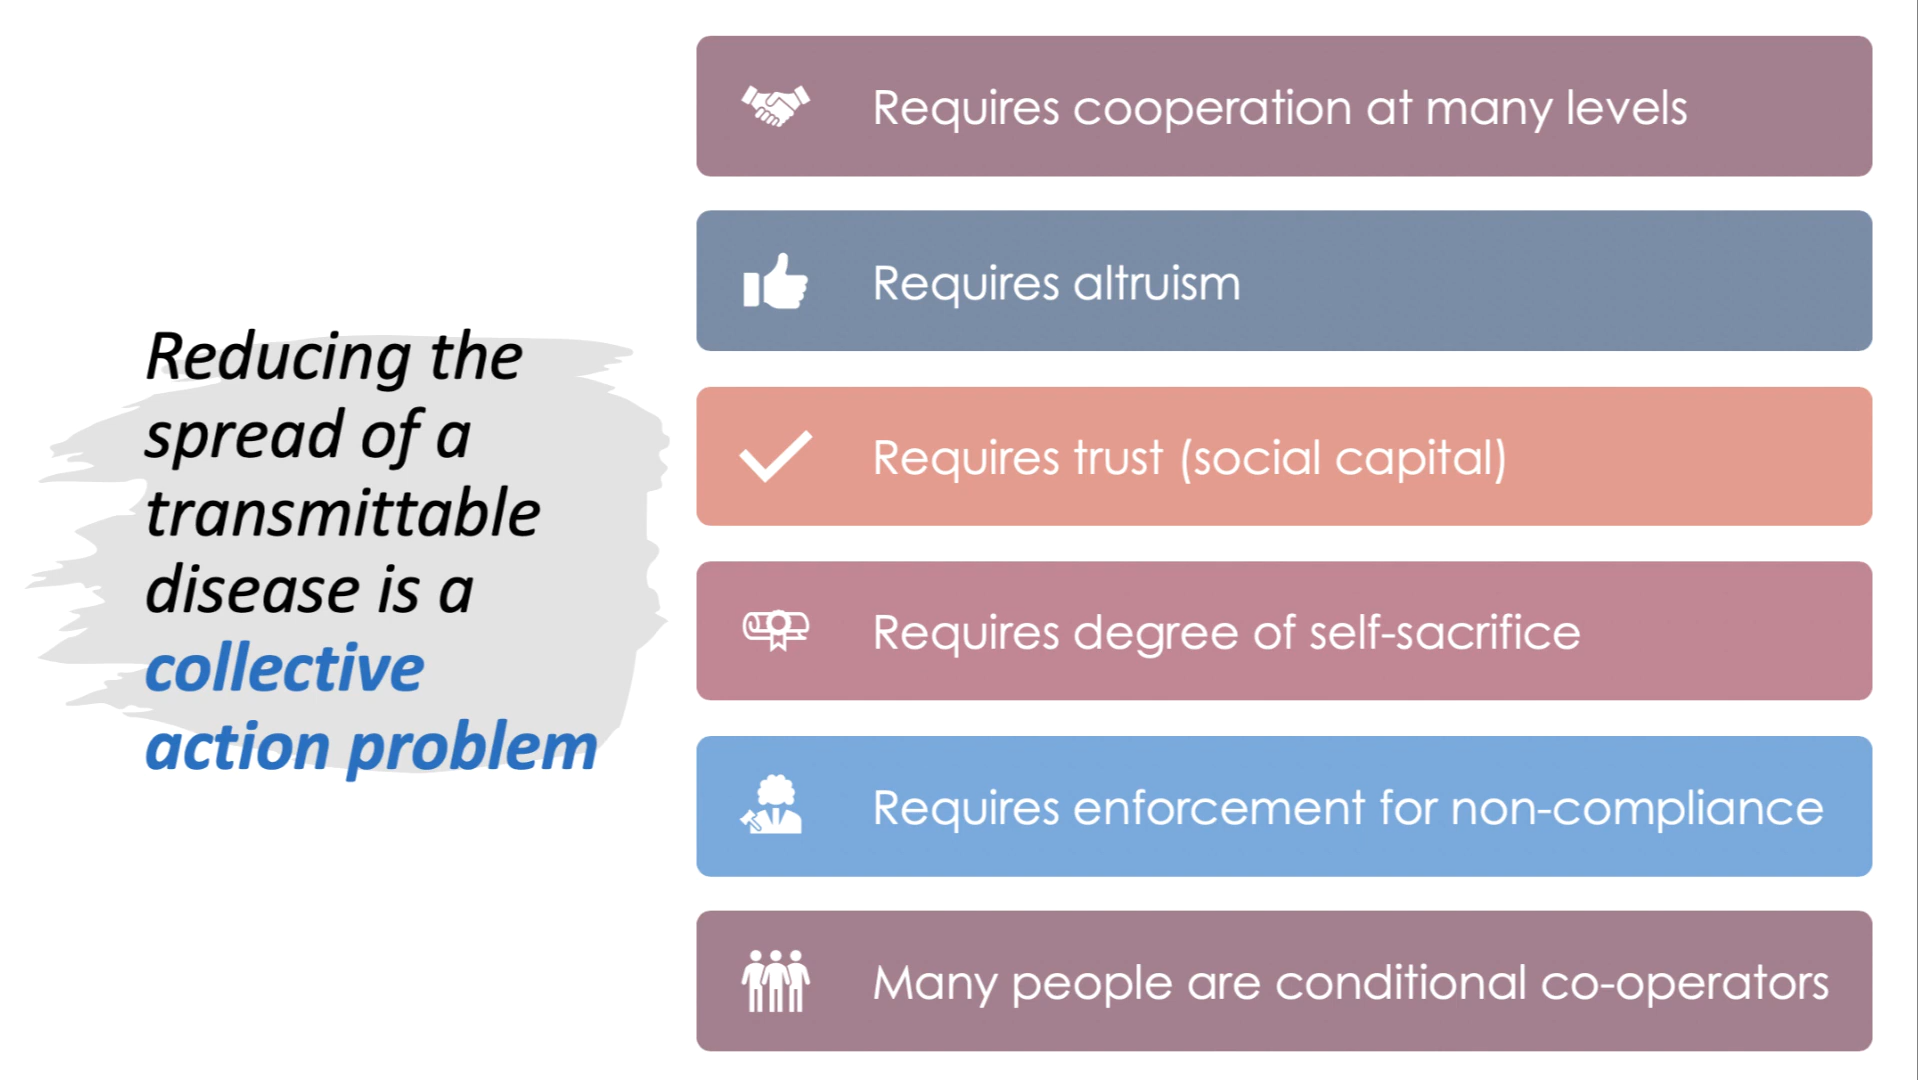 Reducing the
spread of a
transmittable
disease is a
collective
action problem
Requires cooperation at many levels
Requires altruism
Requires trust (social capital)
Requires degree of self-sacrifice
Requires enforcement for non-compliance
Many people are conditional co-operators